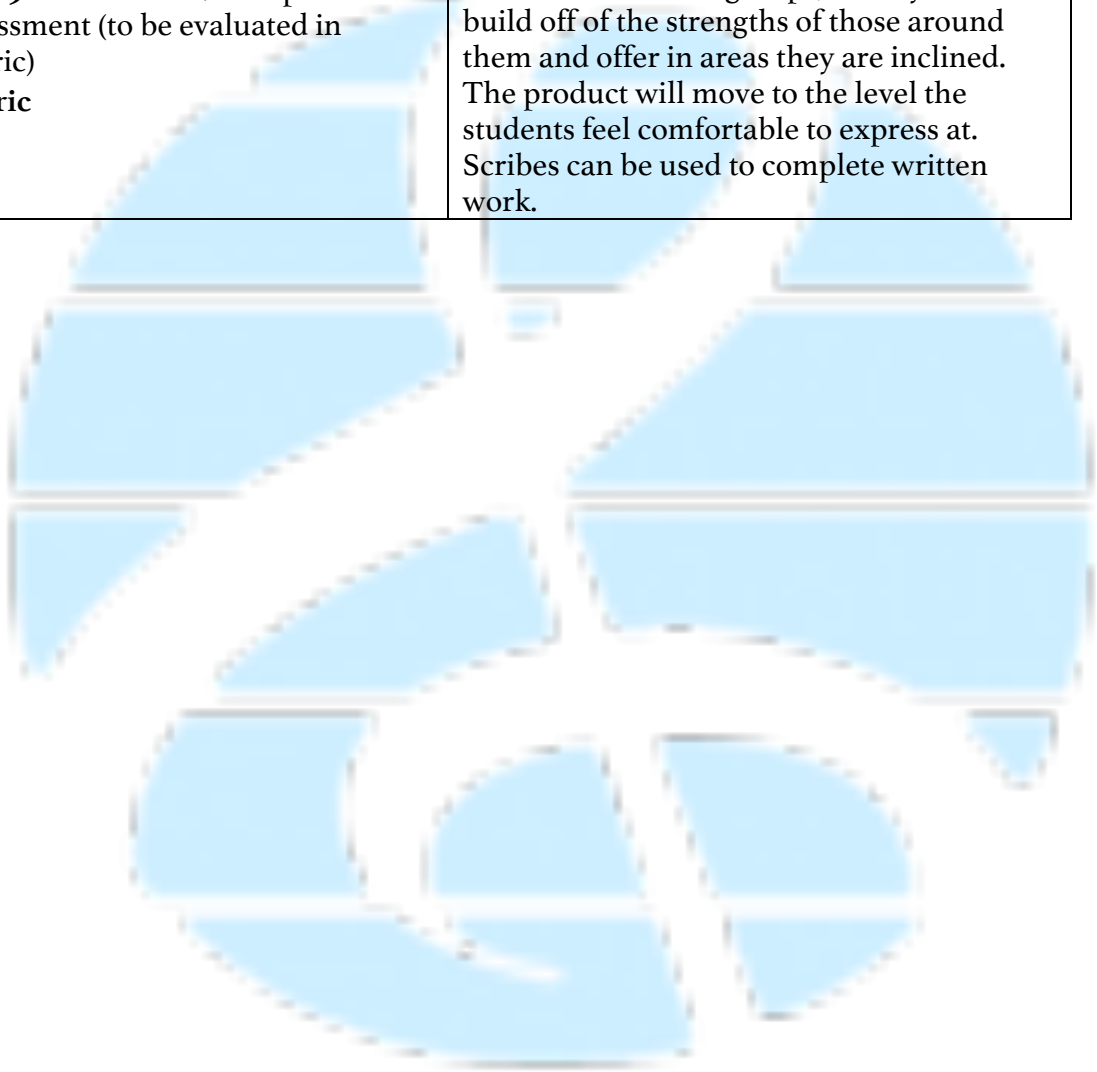 ssment (to be evaluated in
ric)
ric
build off of the strengths of those around
them and offer in areas they are inclined.
The product will move to the level the
students feel comfortable to express at.
Scribes can be used to complete written
work.